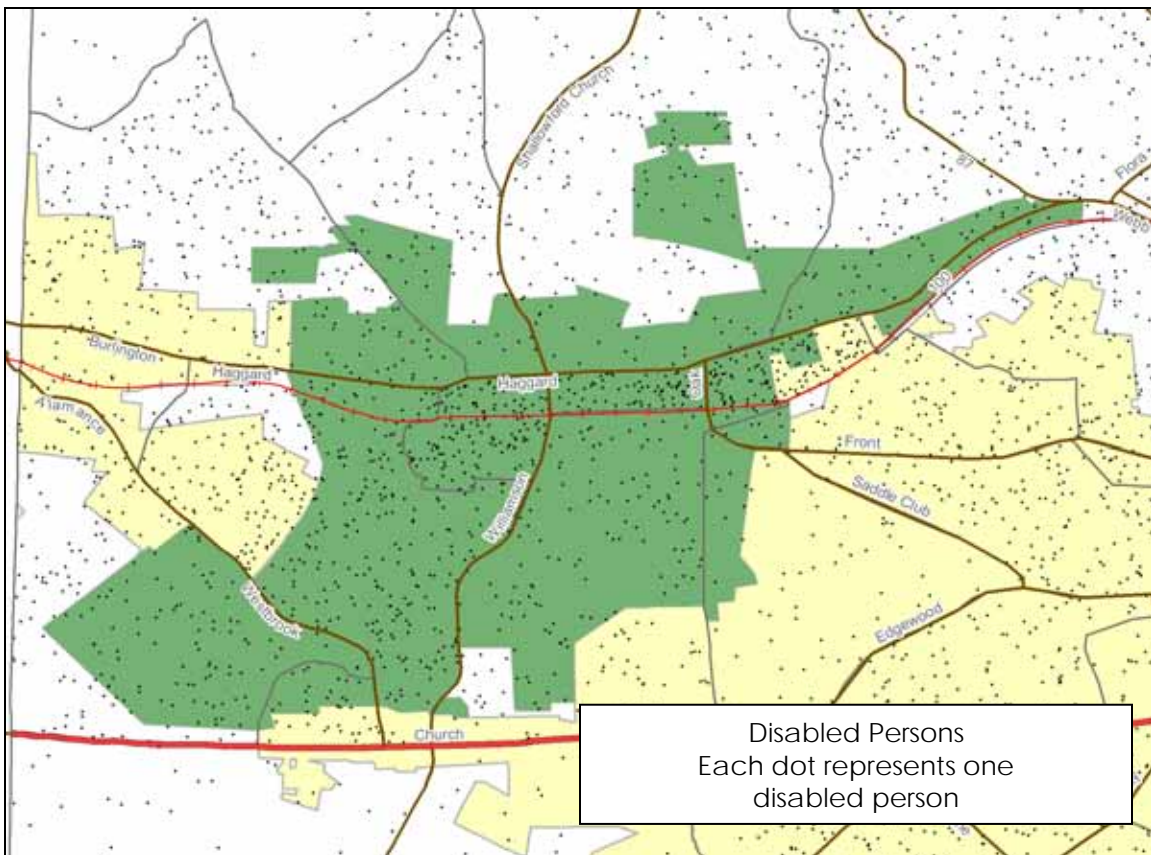 Shallowford Church
87
Flora
Webb
100
Burlington
Haggard
Haggard
Oak
Alamance
Front
Saddle Club
Williamson
Westbrook
Edgewood
Church
Disabled Persons
Each dot represents one
disabled person